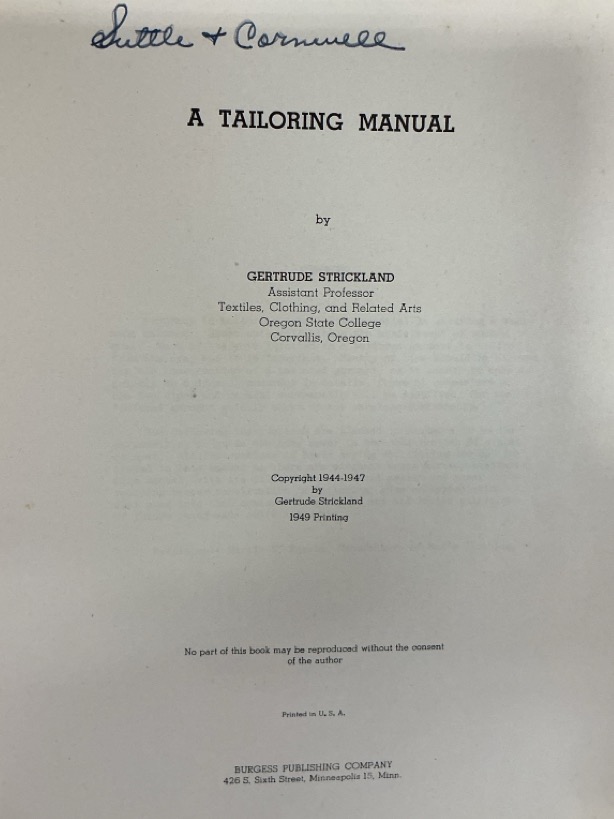 Suttle + Cornwell
A TAILORING MANUAL
by
GERTRUDE STRICKLAND
Assistant Professor
Textiles, Clothing, and Related Arts
Oregon State College
Corvallis, Oregon
Copyright 1944-1947
by
Gertrude Strickland
1949 Printing
No part of this book may be reproduced without the consent
of the author
Printed in U. S. A.
BURGESS PUBLISHING COMPANY
426 S. Sixth Street, Minneapolis 15, Minn.